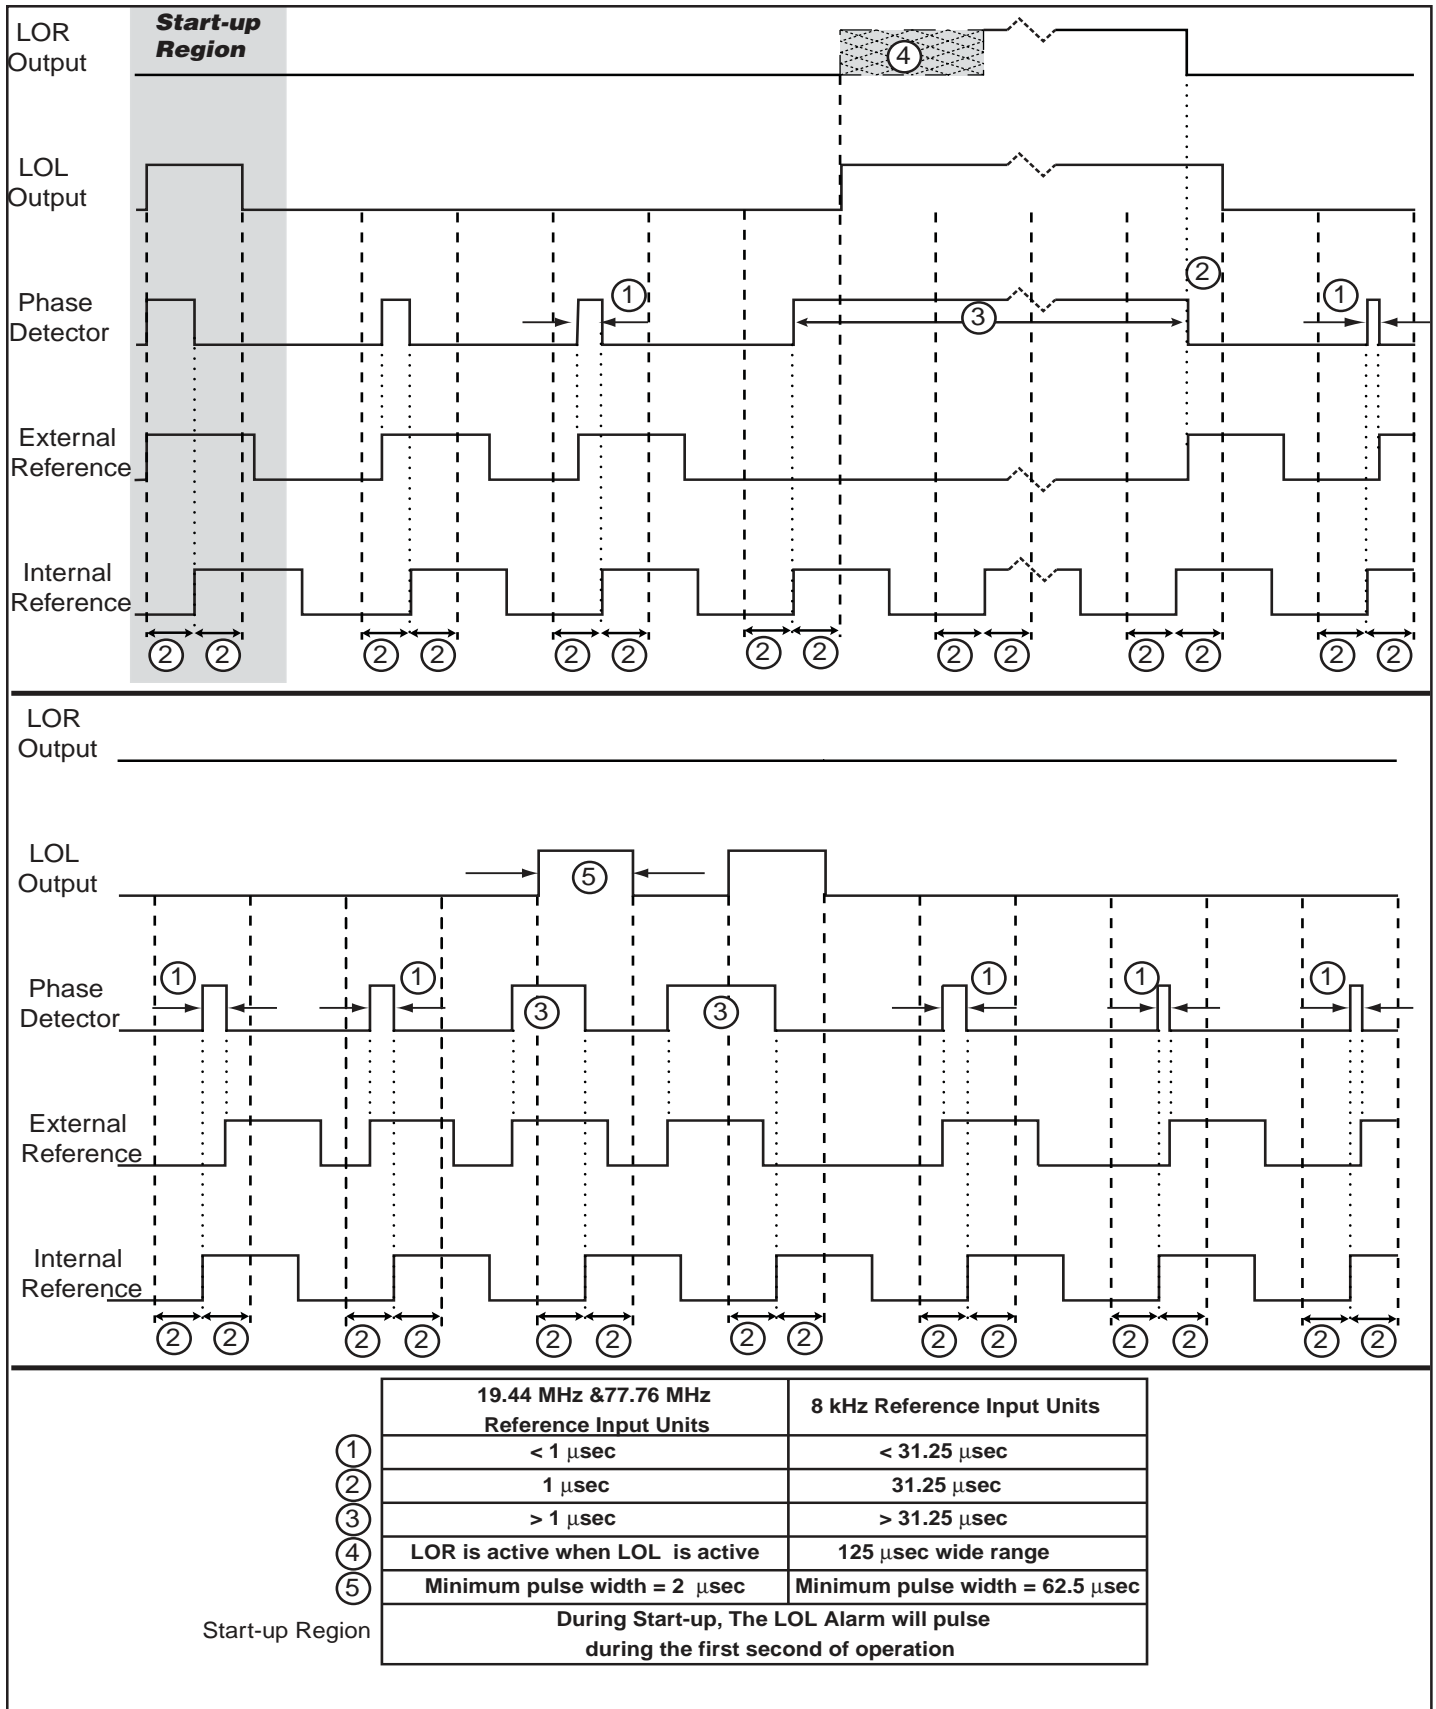 Start-up
Region
LOR
Output
4
LOL
Output
2
Phase
Detector
1
3
1
External
Reference
Internal
Reference
2 2 2 2 2 2 2 2 2 2 2 2 2 2
LOR
Output
LOL
Output
5
Phase
Detector
1 1 3 3 1 1 1
External
Reference
Internal
Reference
2 2 2 2 2 2 2 2 2 2 2 2 2 2
19.44 MHz &77.76 MHz
Reference Input Units
8 kHz Reference Input Units
1 < 1 μsec < 31.25 μsec
2 1 μsec 31.25 μsec
3 > 1 μsec > 31.25 μsec
4 LOR is active when LOL is active 125 μsec wide range
5 Minimum pulse width = 2 μsec Minimum pulse width = 62.5 μsec
Start-up Region
During Start-up, The LOL Alarm will pulse
during the first second of operation